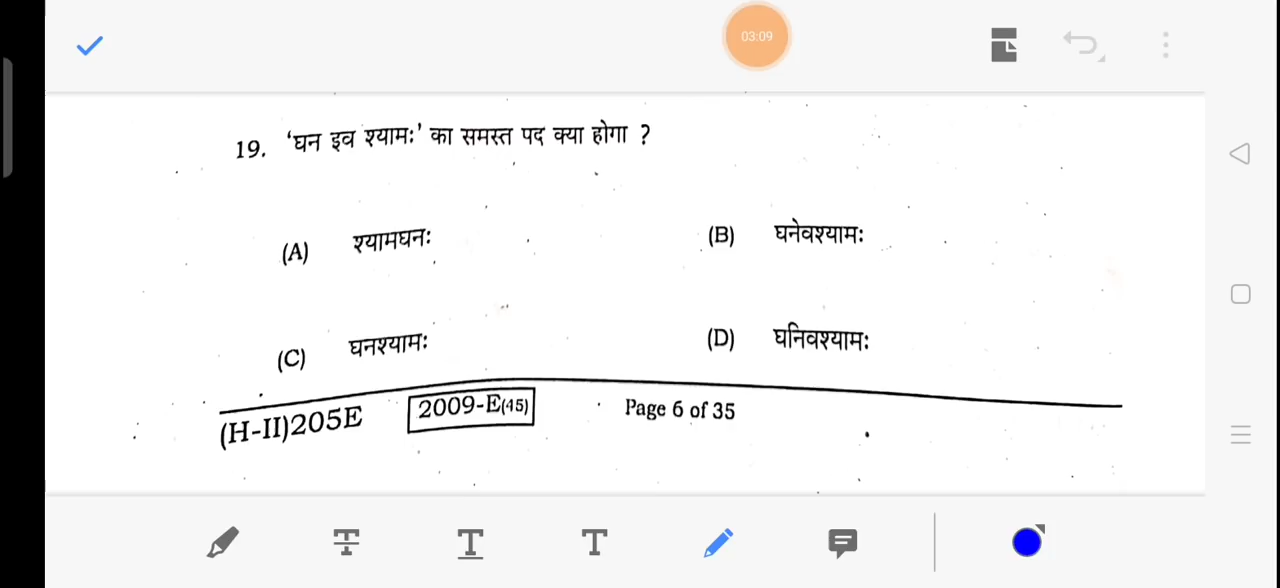 03:09
19. 'घन इव श्यामः' का समस्त पद क्या होगा ?
(A) श्यामघनः (B) घनेवश्यामः
(C) घनश्यामः (D) घनिवश्यामः
(H-II)205E 2009-E(45) Page 6 of 35